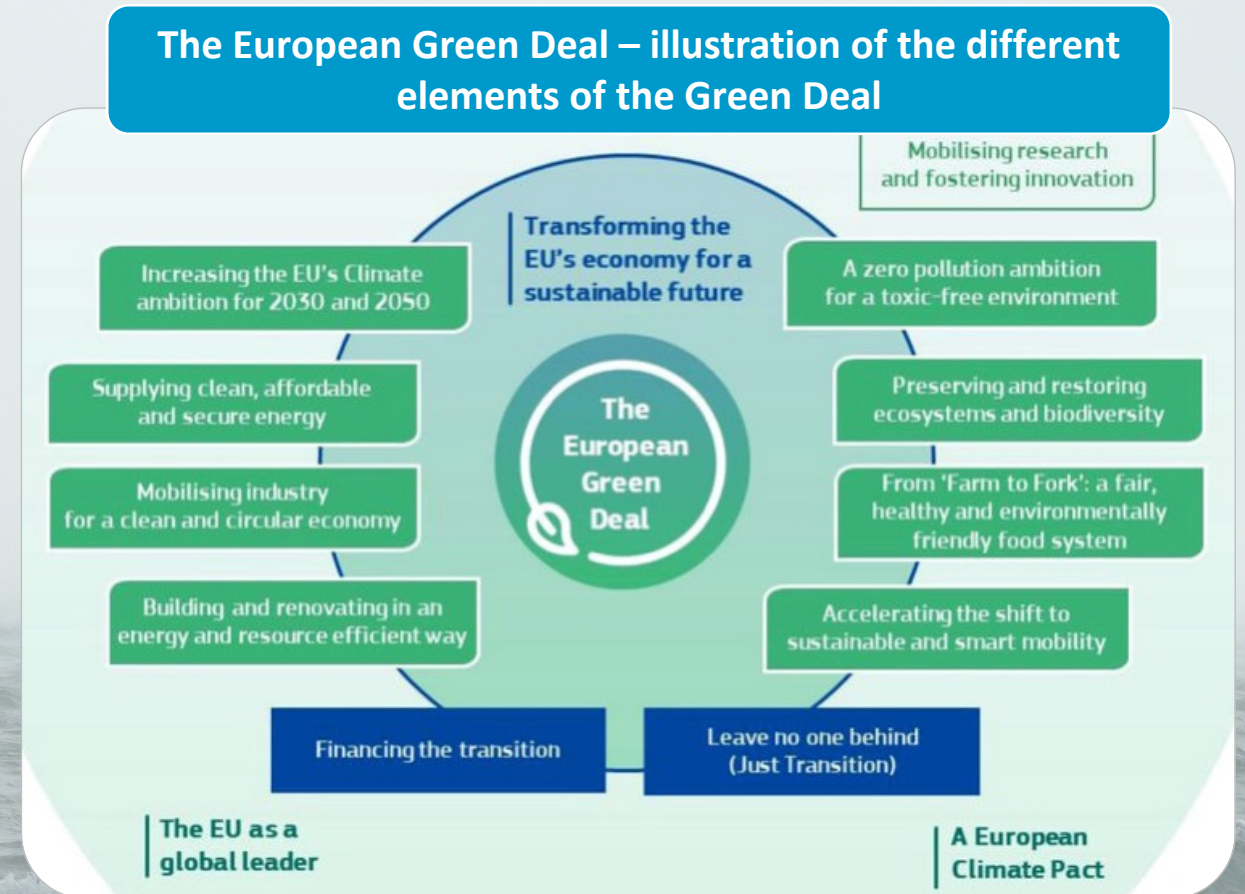 The European Green Deal – illustration of the different
elements of the Green Deal
Mobilising research
and fostering innovation
Transforming the
EU's economy for a
sustainable future
Increasing the EU's Climate
ambition for 2030 and 2050
Supplying clean, affordable
and secure energy
Mobilising industry
for a clean and circular economy
Building and renovating in an
energy and resource efficient way
The
European
Green
Deal
A zero pollution ambition
for a toxic-free environment
Preserving and restoring
ecosystems and biodiversity
From 'Farm to Fork': a fair,
healthy and environmentally
friendly food system
Accelerating the shift to
sustainable and smart mobility
Financing the transition
Leave no one behind
(Just Transition)
The EU as a
global leader
A European
Climate Pact